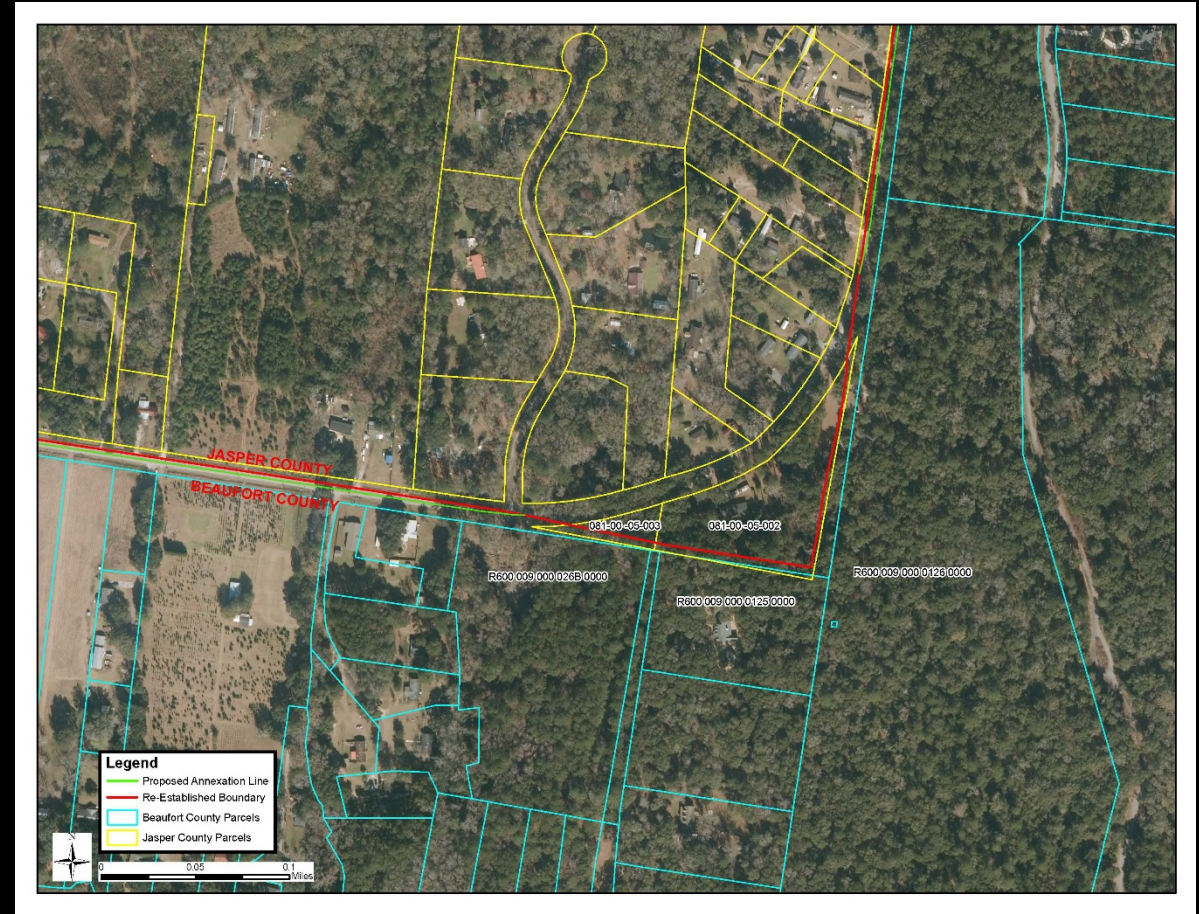 JASPER COUNTY
BEAUFORT COUNTY
081-00 -05-003
081-00 -05-002
R600 009 000 026B 0000
R600 009 000 0125 0000
R600 009 000 0126 0000
Legend
Proposed Annexation Line
Re-Established Boundary
Beaufort County Parcels
Jasper County Parcels
N
0 0.05 0.1
Miles